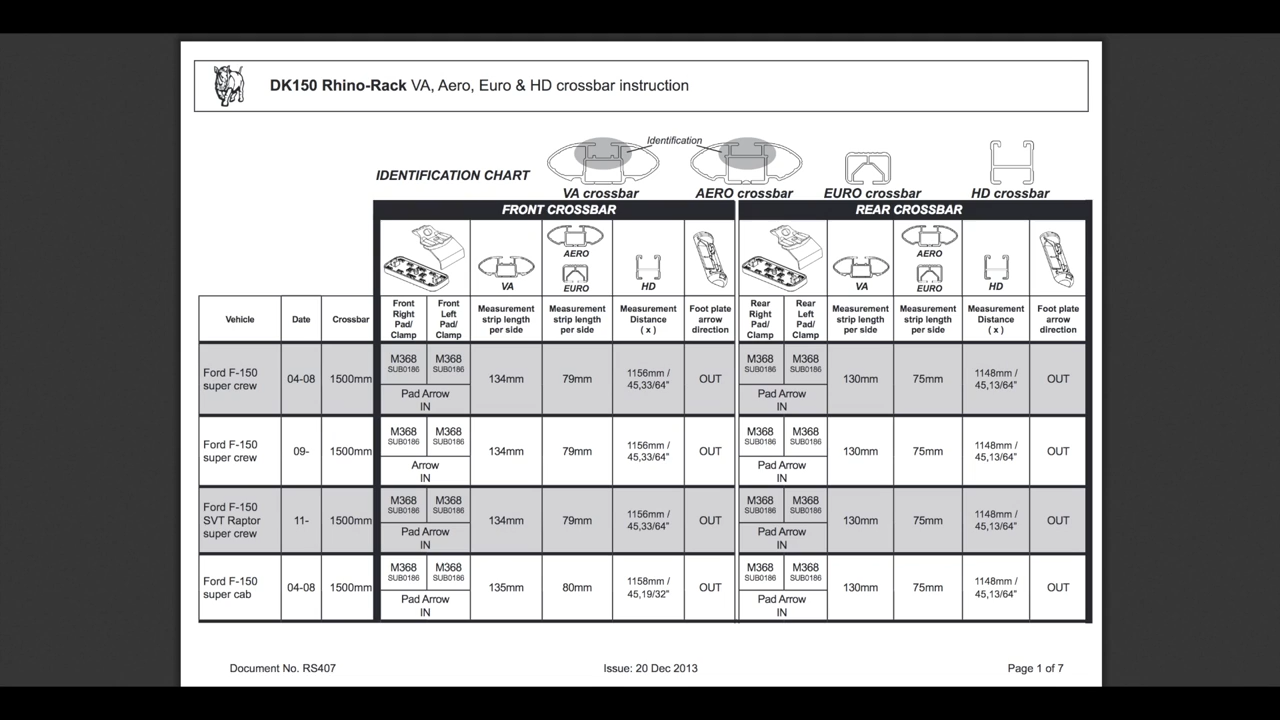 DK150 Rhino-Rack VA, Aero, Euro & HD crossbar instruction
Identification
IDENTIFICATION CHART
VA crossbar
AERO crossbar
EURO crossbar
HD crossbar
FRONT CROSSBAR
REAR CROSSBAR
VA
AERO
EURO
HD
VA
AERO
EURO
HD
Vehicle
Date
Crossbar
Front
Right
Pad/
Clamp
Front
Left
Pad/
Clamp
Measurement
strip length
per side
Measurement
strip length
per side
Measurement
Distance
( x )
Foot plate
arrow
direction
Rear
Right
Pad/
Clamp
Rear
Left
Pad/
Clamp
Measurement
strip length
per side
Measurement
strip length
per side
Measurement
Distance
( x )
Foot plate
arrow
direction
Ford F-150
super crew
04-08
1500mm
M368
SUB0186
M368
SUB0186
Pad Arrow
IN
134mm
79mm
1156mm /
45,33/64"
OUT
M368
SUB0186
M368
SUB0186
Pad Arrow
IN
130mm
75mm
1148mm /
45,13/64"
OUT
Ford F-150
super crew
09-
1500mm
M368
SUB0186
M368
SUB0186
Arrow
IN
134mm
79mm
1156mm /
45,33/64"
OUT
M368
SUB0186
M368
SUB0186
Pad Arrow
IN
130mm
75mm
1148mm /
45,13/64"
OUT
Ford F-150
SVT Raptor
super crew
11-
1500mm
M368
SUB0186
M368
SUB0186
Pad Arrow
IN
134mm
79mm
1156mm /
45,33/64"
OUT
M368
SUB0186
M368
SUB0186
Pad Arrow
IN
130mm
75mm
1148mm /
45,13/64"
OUT
Ford F-150
super cab
04-08
1500mm
M368
SUB0186
M368
SUB0186
Pad Arrow
IN
135mm
80mm
1158mm /
45,19/32"
OUT
M368
SUB0186
M368
SUB0186
Pad Arrow
IN
130mm
75mm
1148mm /
45,13/64"
OUT
Document No. RS407
Issue: 20 Dec 2013
Page 1 of 7